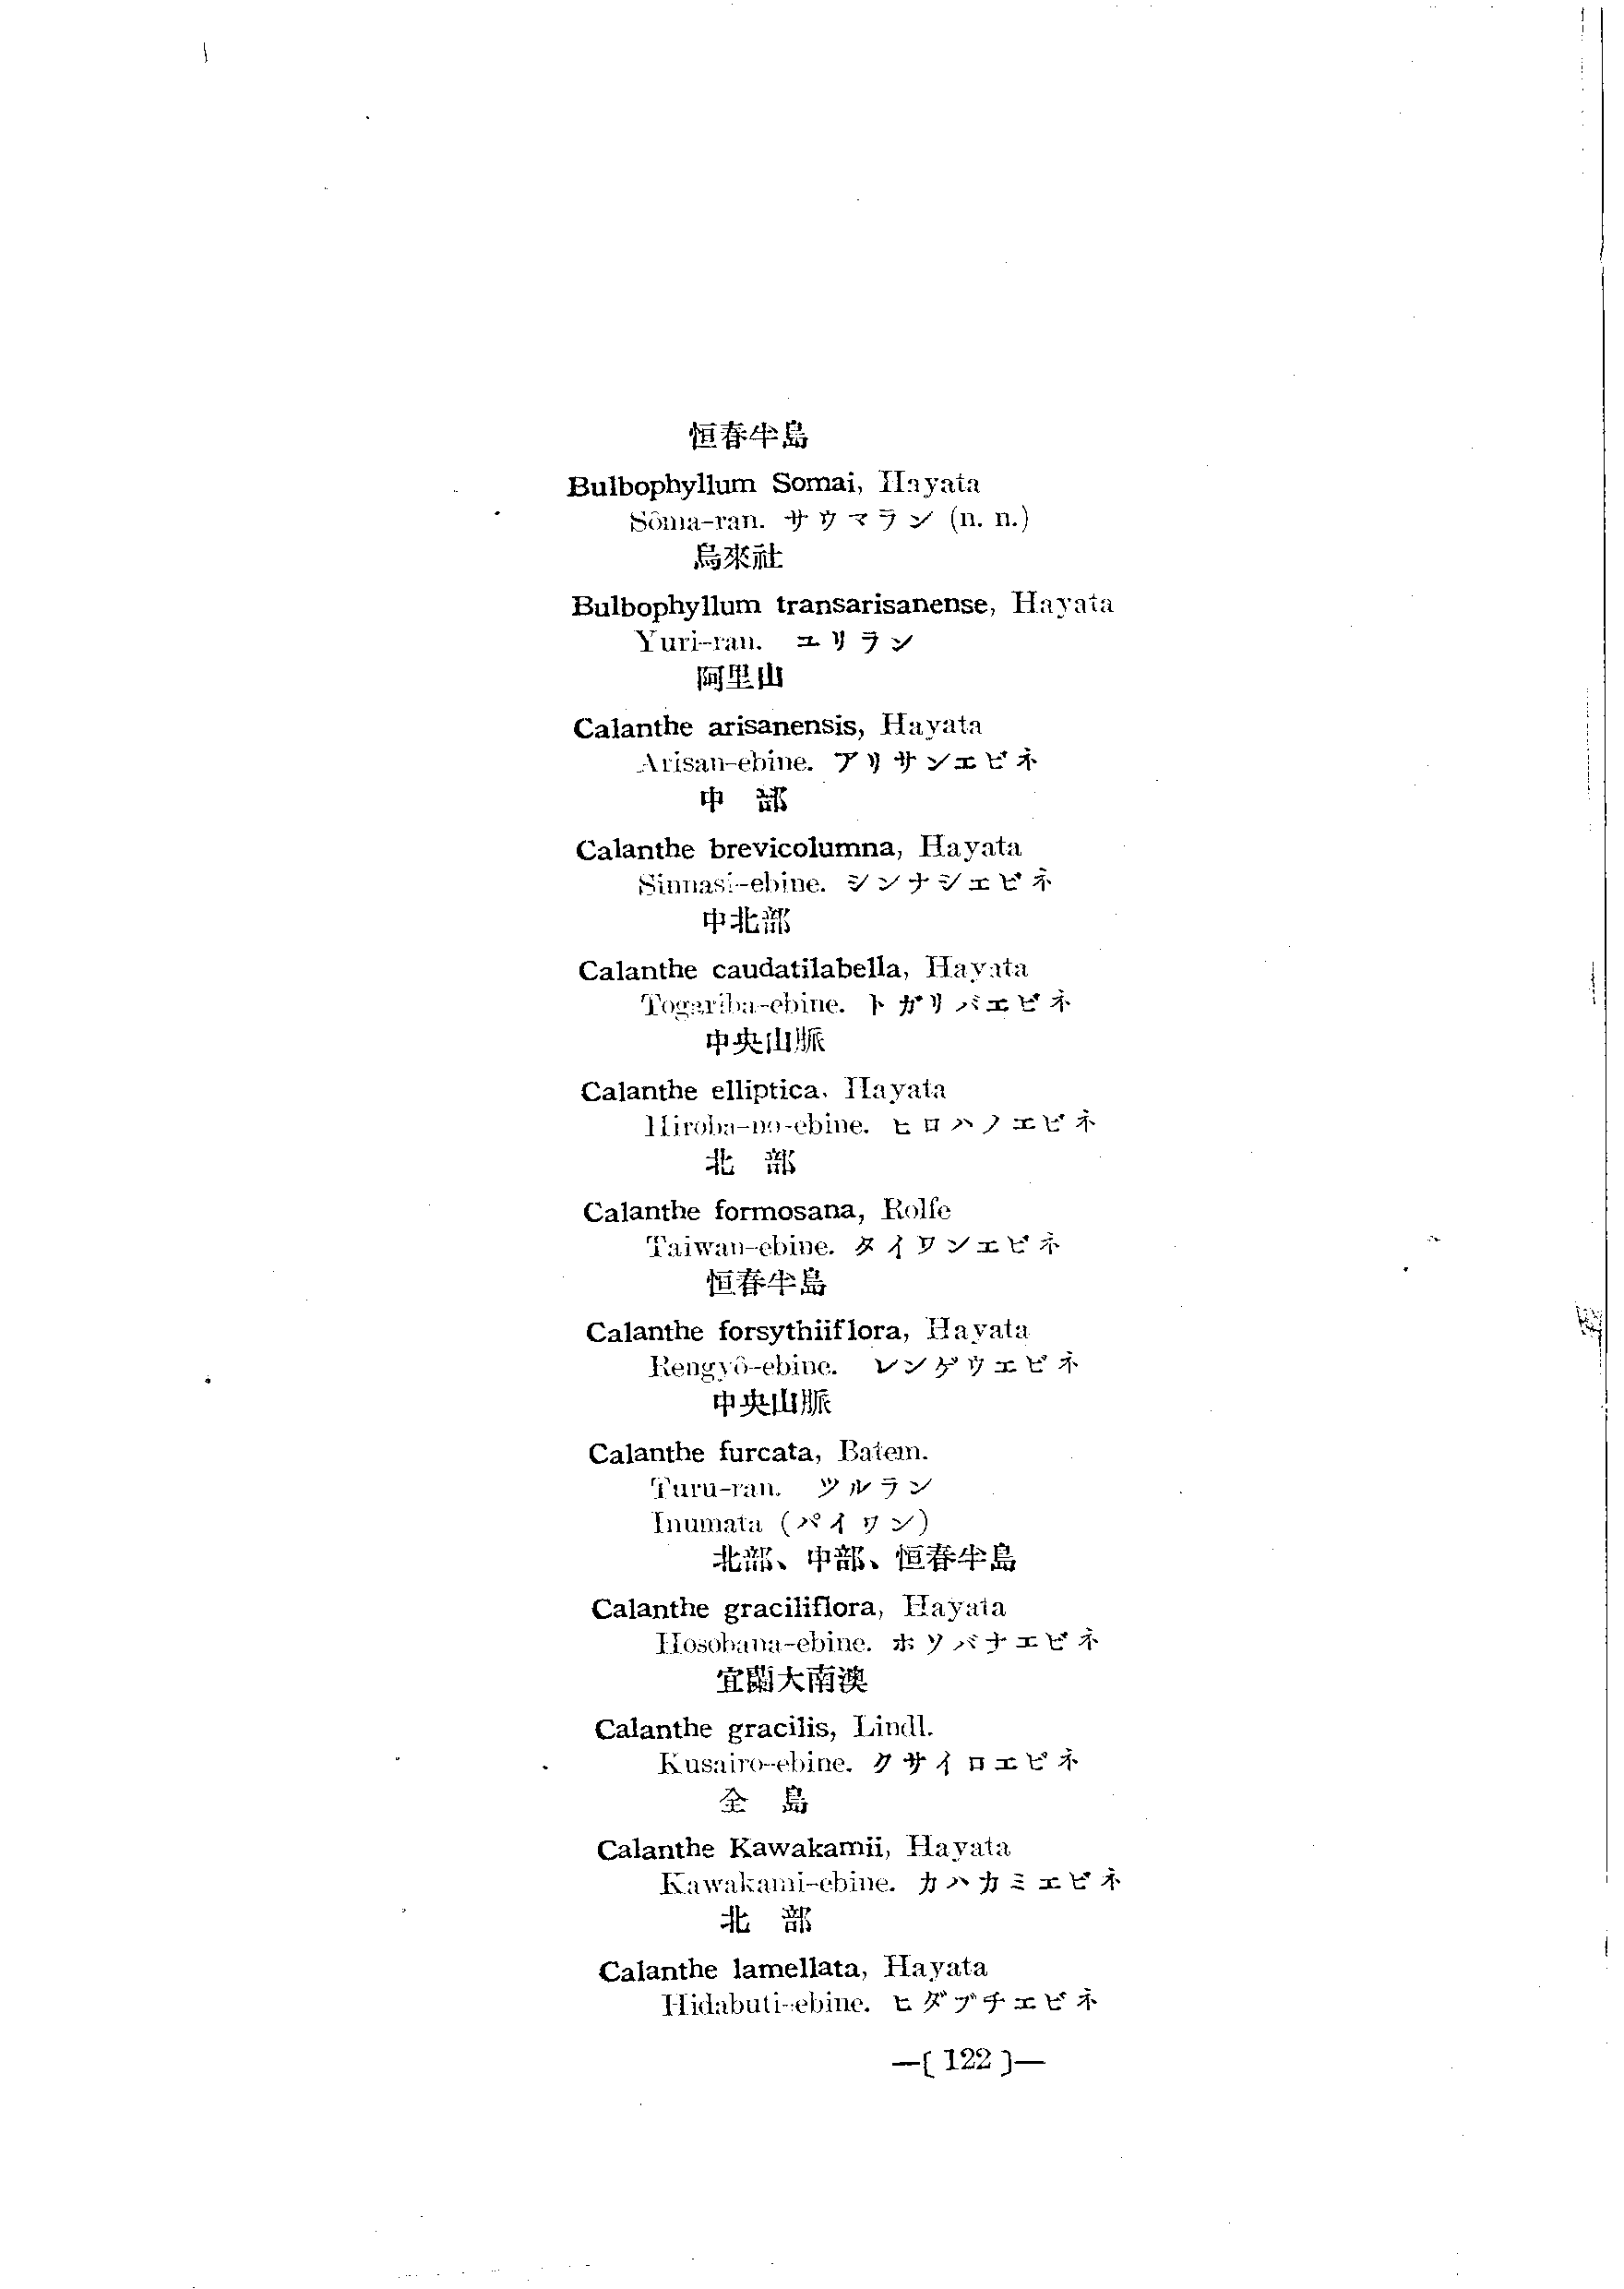 恒春半島
Bulbophyllum Somai, Hayata
Sôma-ran. サウマラン (n. n.)
烏來社
Bulbophyllum transarisanense, Hayata
Yuri-ran. ユリラン
阿里山
Calanthe arisanensis, Hayata
Arisan-ebine. アリサンエビネ
中 部
Calanthe brevicolumna, Hayata
Sinnasi-ebine. シンナシエビネ
中北部
Calanthe caudatilabella, Hayata
Togariba-ebine. トガリバエビネ
中央山脈
Calanthe elliptica, Hayata
Hiroba-no-ebine. ヒロハノエビネ
北 部
Calanthe formosana, Rolfe
Taiwan-ebine. タイワンエビネ
恒春半島
Calanthe forsythiiflora, Hayata
Rengyô-ebine. レンゲウエビネ
中央山脈
Calanthe furcata, Batem.
Turu-ran. ツルラン
Inumata (パイワン)
北部、中部、恒春半島
Calanthe graciliflora, Hayata
Hosobana-ebine. ホソバナエビネ
宜蘭大南澳
Calanthe gracilis, Lindl.
Kusairo-ebine. クサイロエビネ
全 島
Calanthe Kawakamii, Hayata
Kawakami-ebine. カハカミエビネ
北 部
Calanthe lamellata, Hayata
Hidabuti-ebine. ヒダブチエビネ
—( 122 )—